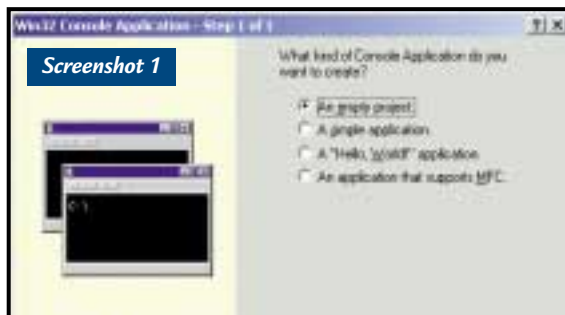 Win32 Console Application - Step 1 of 1
Screenshot 1
What kind of Console Application do you
want to create?
An empty project.
A simple application.
A "Hello, World!" application.
An application that supports MFC.
C:\